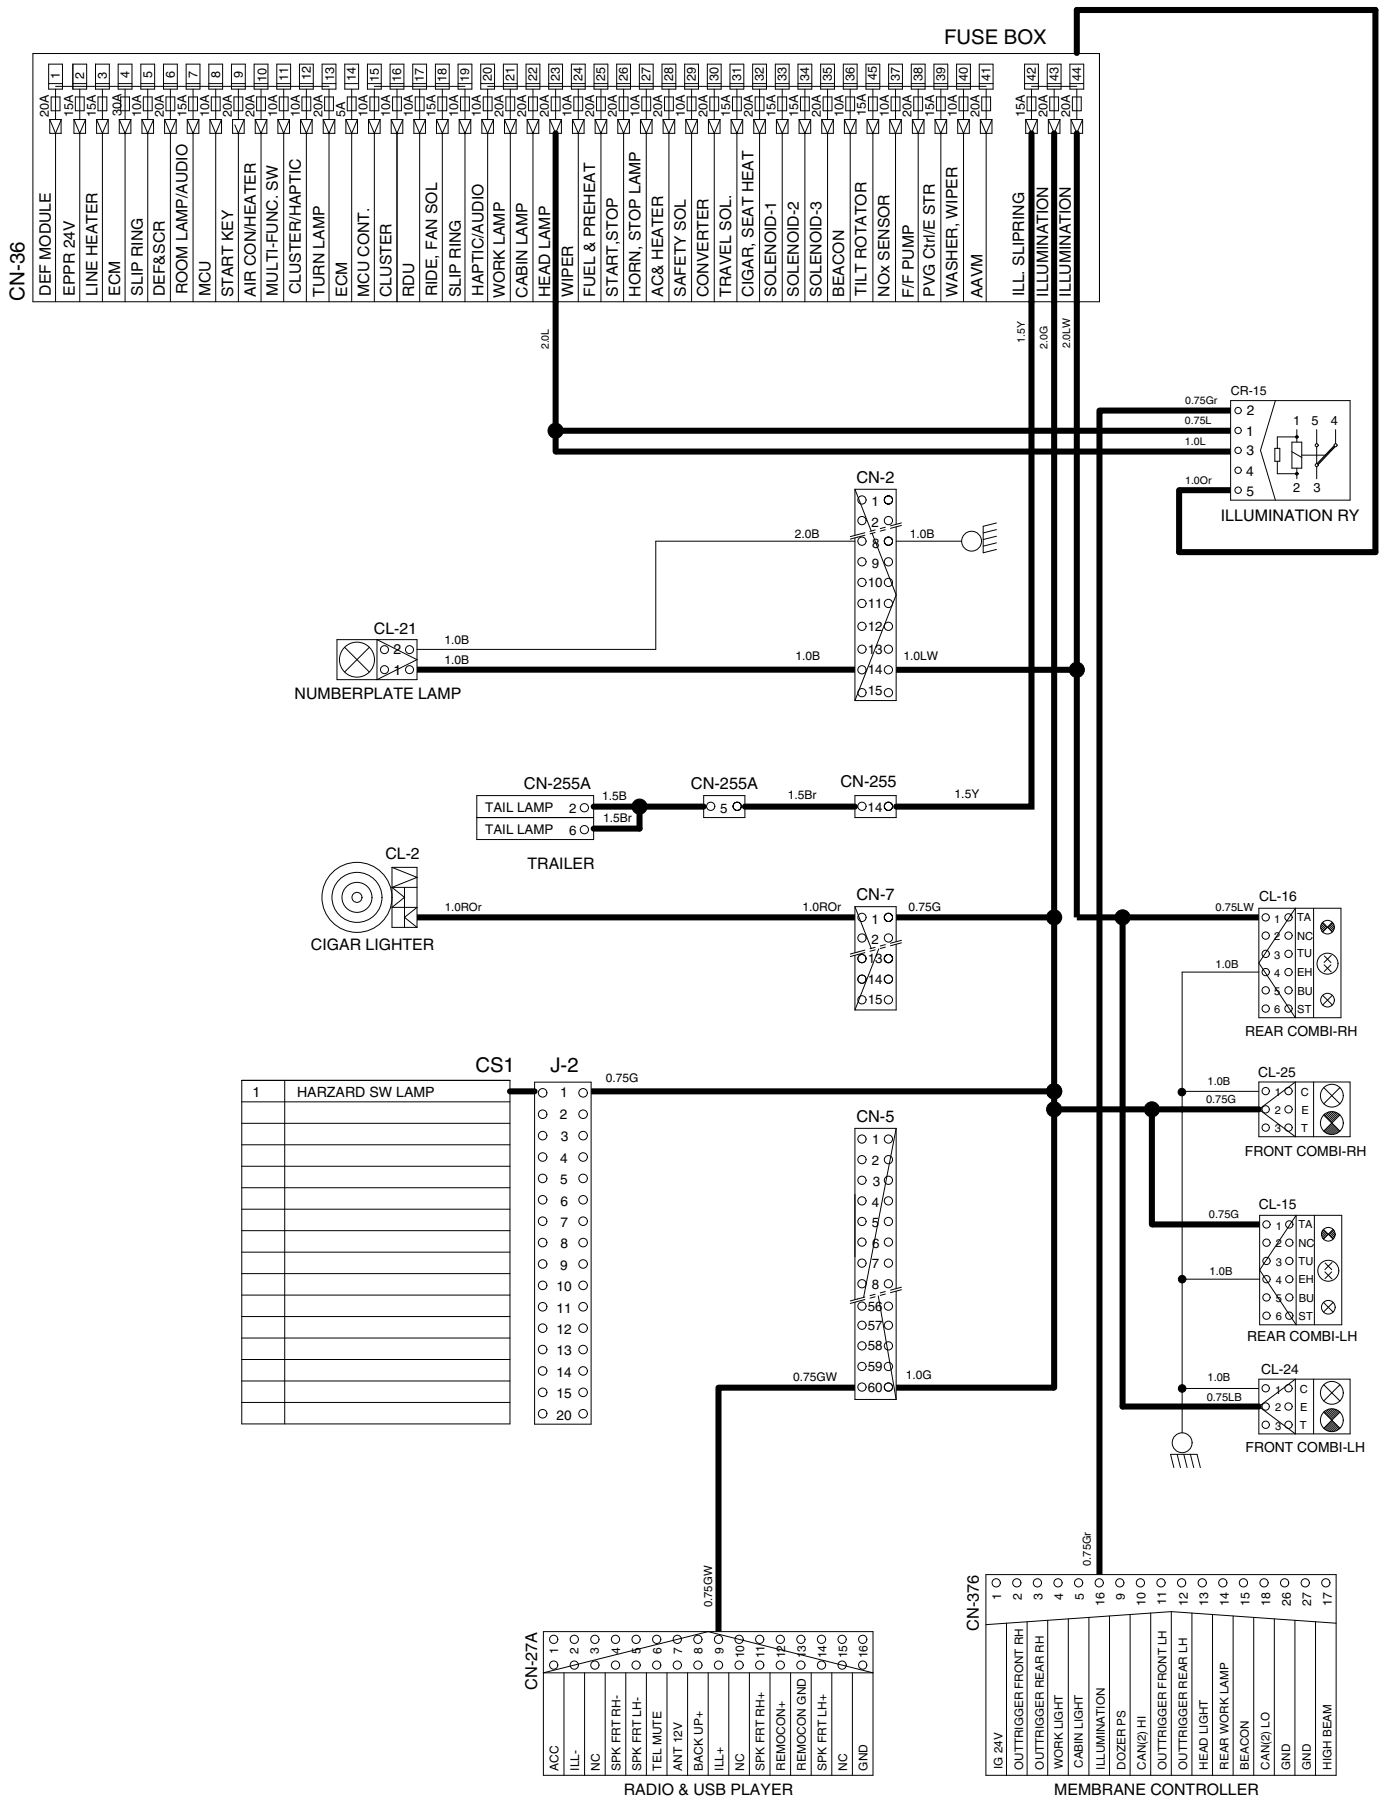 FUSE BOX
CN-36
1 2 3 4 5 6 7 8 9 10 11 12 13 14 15 16 17 18 19 20 21 22 23 24 25 26 27 28 29 30 31 32 33 34 35 36 45 37 38 39 40 41 42 43 44
20A 15A 15A 30A 10A 20A 15A 10A 20A 20A 10A 10A 20A 5A 10A 10A 10A 15A 10A 10A 20A 10A 20A 10A 20A 20A 10A 20A 10A 20A 15A 20A 15A 15A 20A 10A 15A 10A 20A 15A 10A 20A 15A 20A 20A
DEF MODULE
EPPR 24V
LINE HEATER
ECM
SLIP RING
DEF&SCR
ROOM LAMP/AUDIO
MCU
START KEY
AIR CON/HEATER
MULTI-FUNC. SW
CLUSTER/HAPTIC
TURN LAMP
ECM
MCU CONT.
CLUSTER
RDU
RIDE, FAN SOL
SLIP RING
HAPTIC/AUDIO
WORK LAMP
CABIN LAMP
HEAD LAMP
WIPER
FUEL & PREHEAT
START,STOP
HORN, STOP LAMP
AC& HEATER
SAFETY SOL
CONVERTER
TRAVEL SOL.
CIGAR, SEAT HEAT
SOLENOID-1
SOLENOID-2
SOLENOID-3
BEACON
TILT ROTATOR
NOx SENSOR
F/F PUMP
PVG Ctrl/E STR
WASHER, WIPER
AAVM
ILL. SLIPRING
ILLUMINATION
ILLUMINATION
2.0L
1.5Y
2.0G
2.0LW
CR-15
0.75Gr
2
0.75L
1
1.0L
3
4
1.0Or
5
1 5 4
2 3
ILLUMINATION RY
CN-2
1
2
2.0B
8
1.0B
9
10
11
12
13
14
15
CL-21
2
1.0B
1
1.0B
1.0B
1.0LW
NUMBERPLATE LAMP
CN-255A
CN-255A
CN-255
TAIL LAMP 2
1.5B
5
1.5Br
14
1.5Y
TAIL LAMP 6
1.5Br
TRAILER
CL-2
1.0ROr
1.0ROr
CIGAR LIGHTER
CN-7
1
0.75G
2
13
14
15
CL-16
0.75LW
1 TA
2 NC
3 TU
1.0B
4 EH
5 BU
6 ST
REAR COMBI-RH
CS1
J-2
1 HARZARD SW LAMP
1
0.75G
2
3
4
5
6
7
8
9
10
11
12
13
14
15
20
CL-25
1.0B
1 C
0.75G
2 E
3 T
FRONT COMBI-RH
CN-5
1
2
3
4
5
6
7
8
56
57
58
59
60
0.75GW
1.0G
CL-15
0.75G
1 TA
2 NC
3 TU
1.0B
4 EH
5 BU
6 ST
REAR COMBI-LH
CL-24
1.0B
1 C
0.75LB
2 E
3 T
FRONT COMBI-LH
0.75GW
0.75Gr
CN-27A
1 2 3 4 5 6 7 8 9 10 11 12 13 14 15 16
ACC
ILL-
NC
SPK FRT RH-
SPK FRT LH-
TEL MUTE
ANT 12V
BACK UP+
ILL+
NC
SPK FRT RH+
REMOCON+
REMOCON GND
SPK FRT LH+
NC
GND
RADIO & USB PLAYER
CN-376
1 2 3 4 5 16 9 10 11 12 13 14 15 18 26 27 17
IG 24V
OUTTRIGGER FRONT RH
OUTTRIGGER REAR RH
WORK LIGHT
CABIN LIGHT
ILLUMINATION
DOZER PS
CAN(2) HI
OUTTRIGGER FRONT LH
OUTTRIGGER REAR LH
HEAD LIGHT
REAR WORK LAMP
BEACON
CAN(2) LO
GND
GND
HIGH BEAM
MEMBRANE CONTROLLER